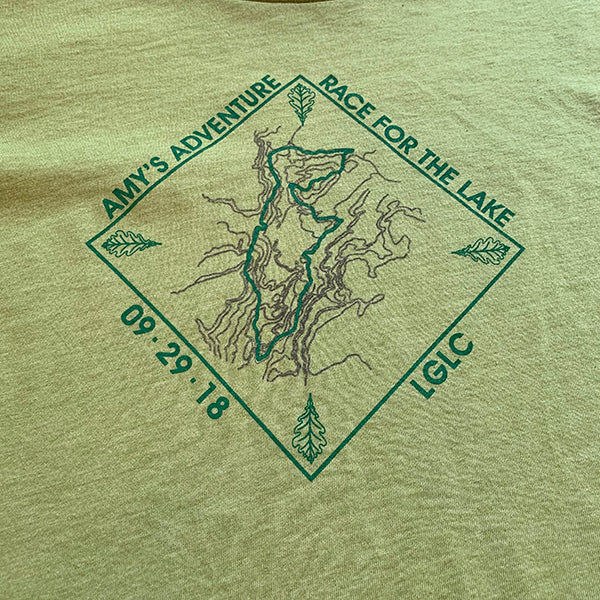 AMY'S ADVENTURE
RACE FOR THE LAKE
09·29·18
LGLC